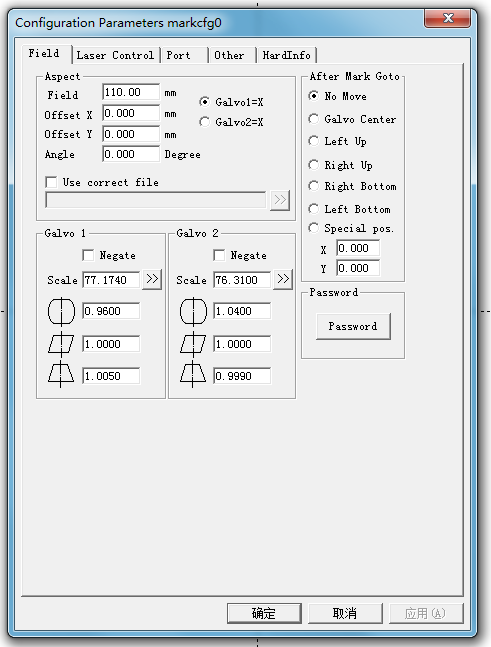 Configuration Parameters markcfg0
Field Laser Control Port Other HardInfo
Aspect
Field 110.00 mm
Offset X 0.000 mm
Offset Y 0.000 mm
Angle 0.000 Degree
Galvo1=X
Galvo2=X
Use correct file
>>
After Mark Goto
No Move
Galvo Center
Left Up
Right Up
Right Bottom
Left Bottom
Special pos.
X 0.000
Y 0.000
Galvo 1
Negate
Scale 77.1740 >>
0.9600
1.0000
1.0050
Galvo 2
Negate
Scale 76.3100 >>
1.0400
1.0000
0.9990
Password
Password
确定 取消 应用(A)